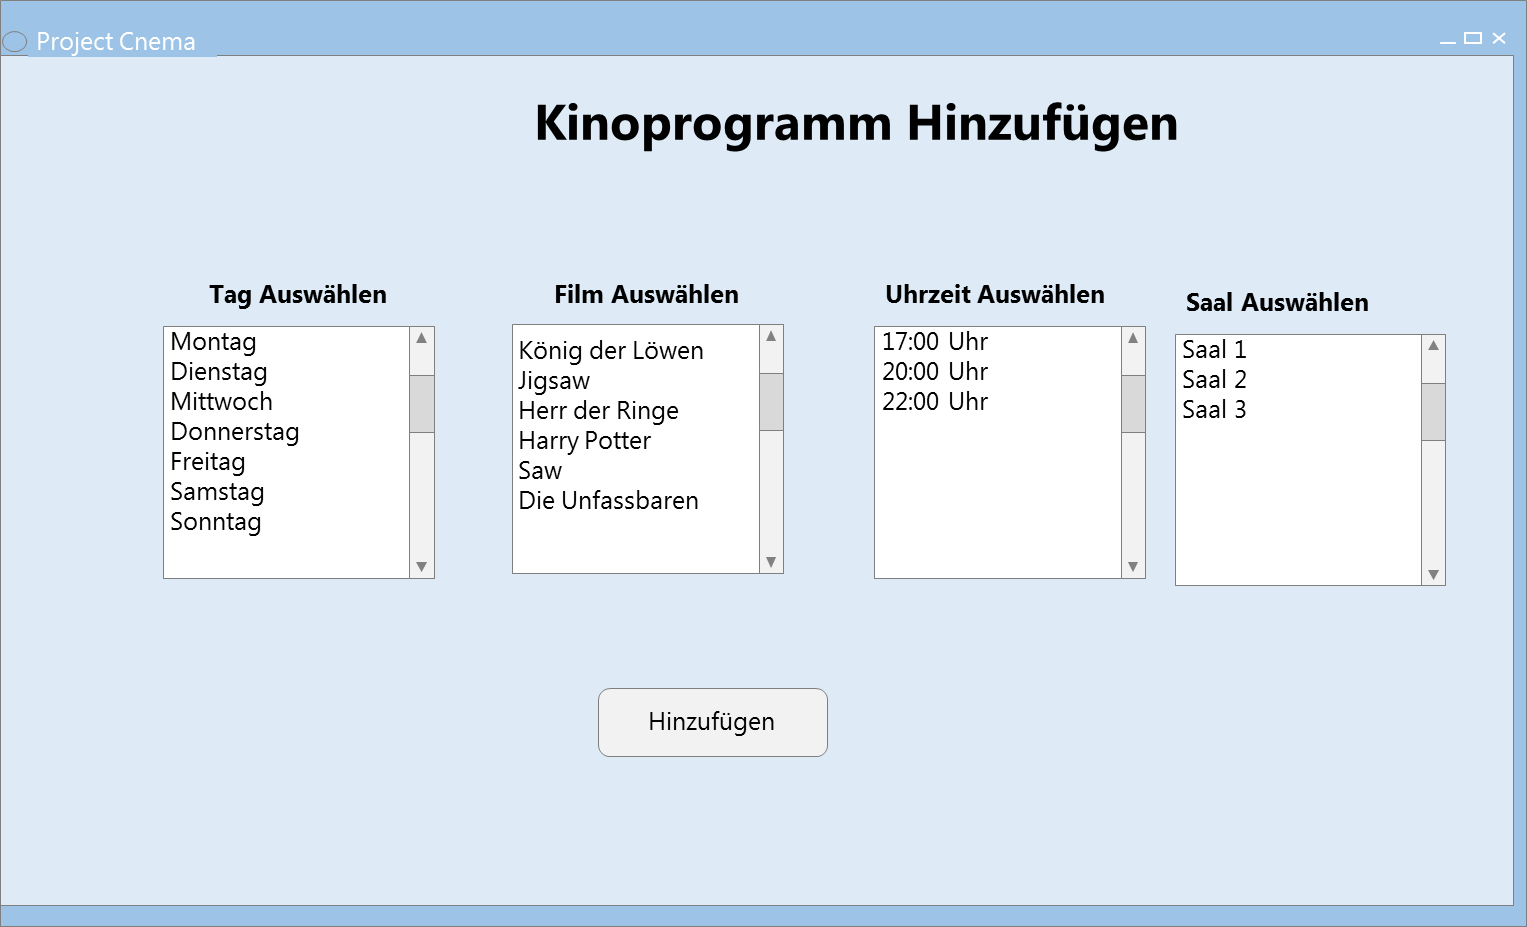 Project Cnema
Kinoprogramm Hinzufügen
Tag Auswählen
Montag
Dienstag
Mittwoch
Donnerstag
Freitag
Samstag
Sonntag
Film Auswählen
König der Löwen
Jigsaw
Herr der Ringe
Harry Potter
Saw
Die Unfassbaren
Uhrzeit Auswählen
17:00 Uhr
20:00 Uhr
22:00 Uhr
Saal Auswählen
Saal 1
Saal 2
Saal 3
Hinzufügen